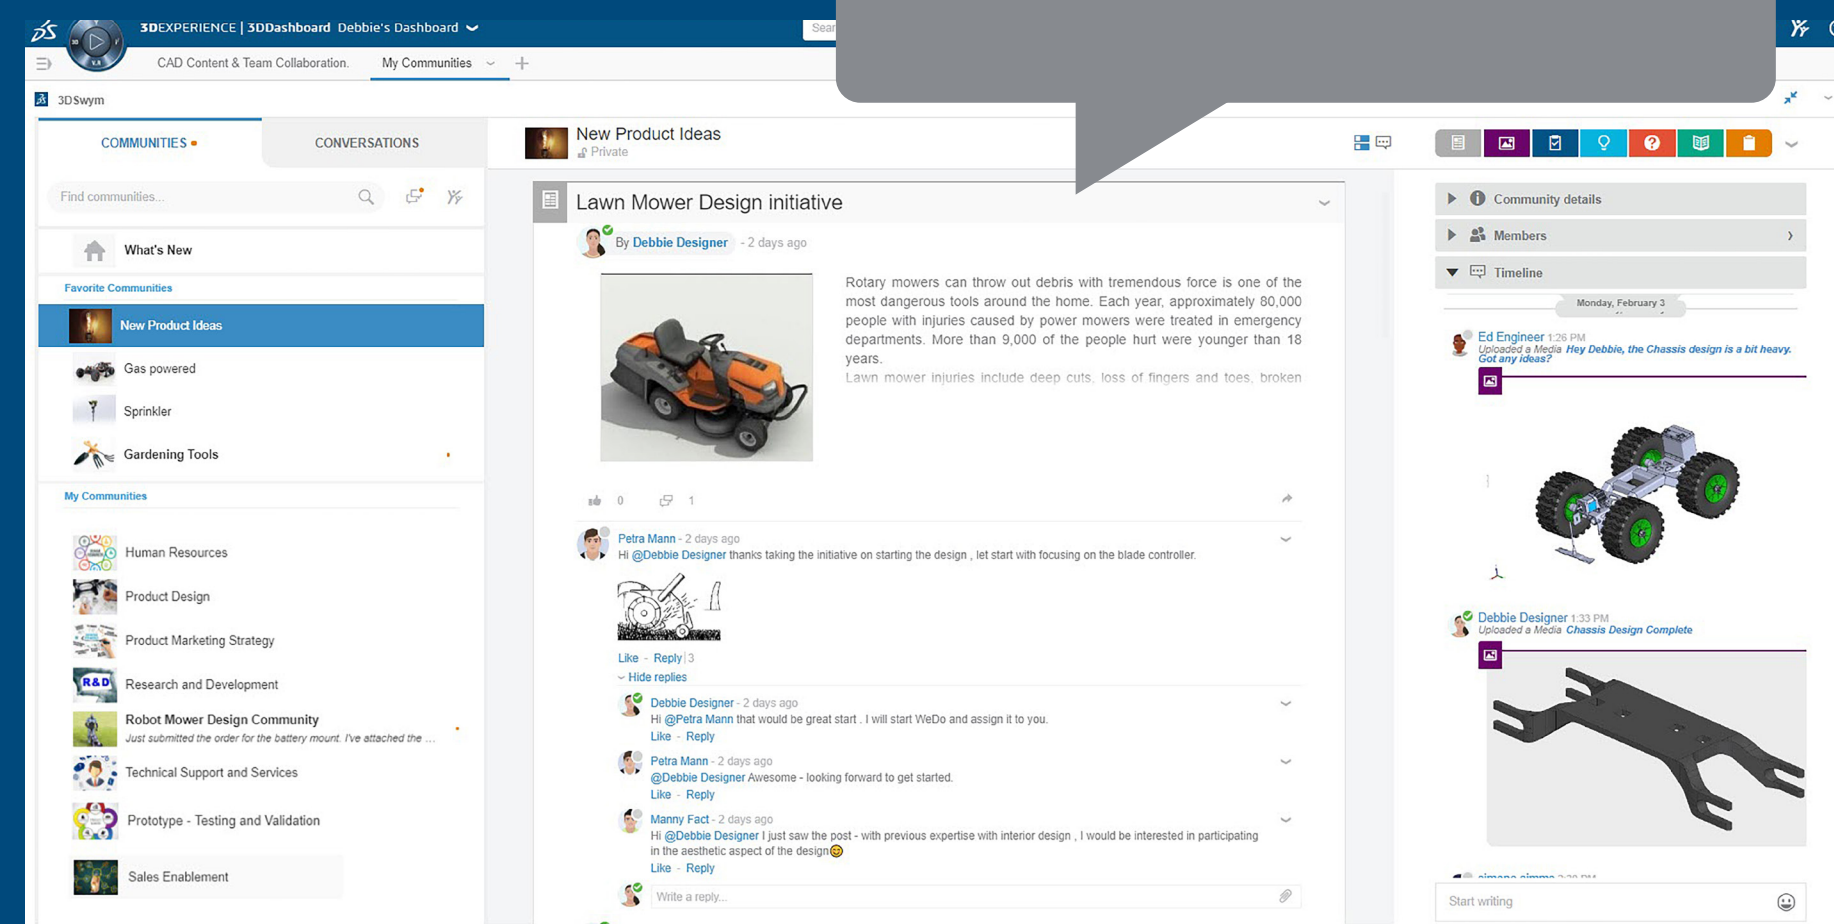 3DEXPERIENCE | 3DDashboard Debbie's Dashboard
Sear
CAD Content & Team Collaboration.
My Communities
3DSwym
COMMUNITIES
CONVERSATIONS
Find communities...
What's New
Favorite Communities
New Product Ideas
Gas powered
Sprinkler
Gardening Tools
My Communities
Human Resources
Product Design
Product Marketing Strategy
R&D
Research and Development
Robot Mower Design Community
Just submitted the order for the battery mount. I've attached the ...
Technical Support and Services
Prototype - Testing and Validation
Sales Enablement
New Product Ideas
Private
Lawn Mower Design initiative
By Debbie Designer - 2 days ago
Rotary mowers can throw out debris with tremendous force is one of the
most dangerous tools around the home. Each year, approximately 80,000
people with injuries caused by power mowers were treated in emergency
departments. More than 9,000 of the people hurt were younger than 18
years.
Lawn mower injuries include deep cuts, loss of fingers and toes, broken
0 1
Petra Mann - 2 days ago
Hi @Debbie Designer thanks taking the initiative on starting the design , let start with focusing on the blade controller.
Like - Reply|3
Hide replies
Debbie Designer - 2 days ago
Hi @Petra Mann that would be great start . I will start WeDo and assign it to you.
Like - Reply
Petra Mann - 2 days ago
@Debbie Designer Awesome - looking forward to get started.
Like - Reply
Manny Fact - 2 days ago
Hi @Debbie Designer I just saw the post - with previous expertise with interior design , I would be interested in participating
in the aesthetic aspect of the design
Like - Reply
Write a reply...
Community details
Members
Timeline
Monday, February 3
Ed Engineer 1:26 PM
Uploaded a Media Hey Debbie, the Chassis design is a bit heavy.
Got any ideas?
Debbie Designer 1:33 PM
Uploaded a Media Chassis Design Complete
Start writing